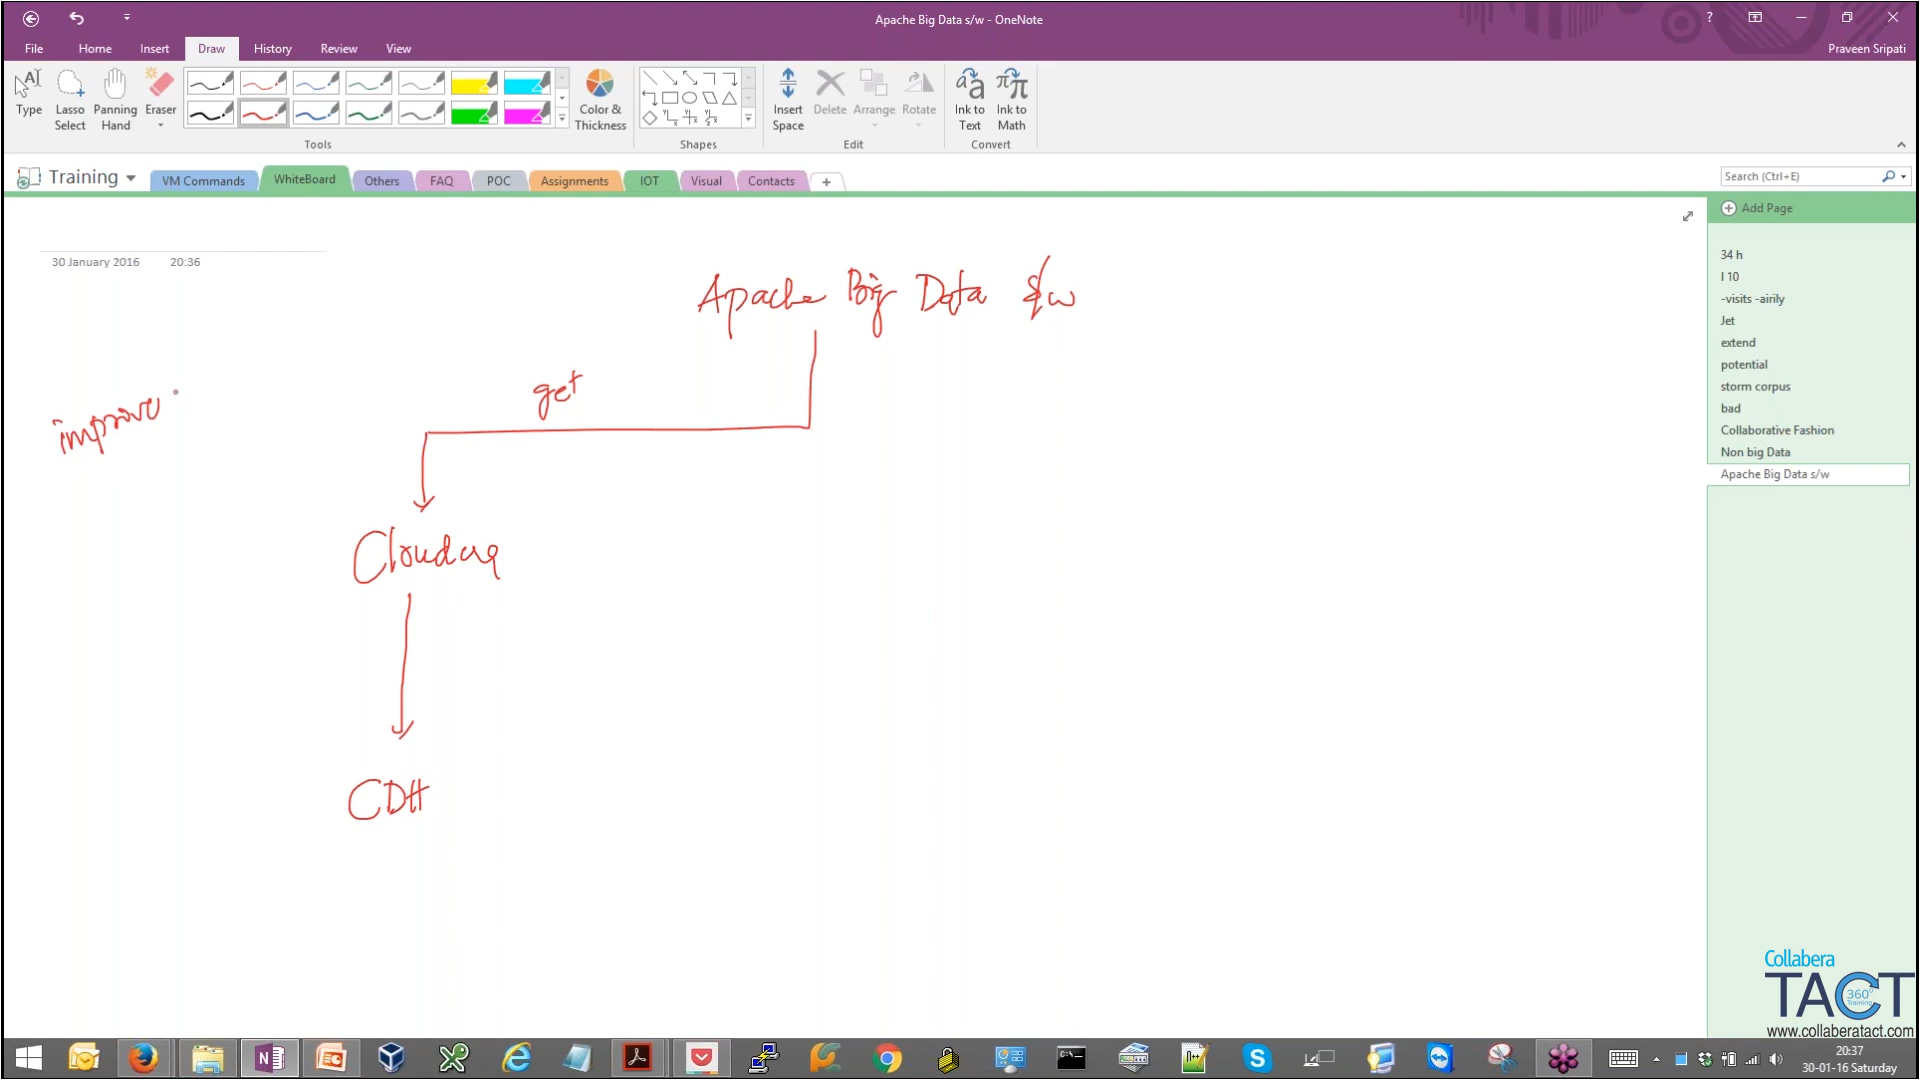 Apache Big Data s/w - OneNote
?
File Home Insert Draw History Review View
Praveen Sripati
Type
Lasso Select
Panning Hand
Eraser
Color & Thickness
Insert Space
Delete
Arrange
Rotate
Ink to Text
Ink to Math
Tools
Shapes
Edit
Convert
Training
VM Commands WhiteBoard Others FAQ POC Assignments IOT Visual Contacts +
Search (Ctrl+E)
Add Page
34 h
I 10
-visits -airily
Jet
extend
potential
storm corpus
bad
Collaborative Fashion
Non big Data
Apache Big Data s/w
30 January 2016 20:36
Apache Big Data s/w
get
improve
Cloudera
CDH
Collabera
TACT
360°
Training
www.collaberatact.com
20:37
30-01-16 Saturday